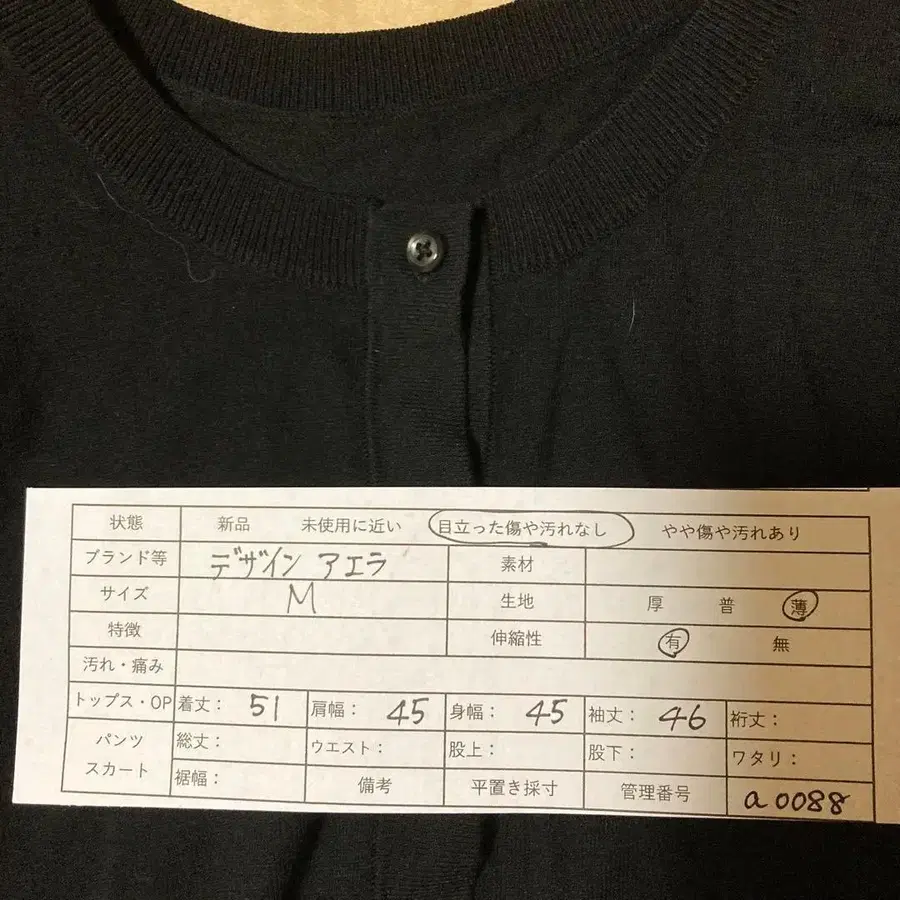 状態 新品 未使用に近い 目立った傷や汚れなし やや傷や汚れあり
ブランド等 デザイン アエラ 素材
サイズ M 生地 厚 普 薄
特徴 伸縮性 有 無
汚れ・痛み
トップス・OP 着丈： 51 肩幅： 45 身幅： 45 袖丈： 46 裄丈：
パンツ 総丈： ウエスト： 股上： 股下： ワタリ：
スカート 裾幅： 備考 平置き採寸 管理番号 a0088